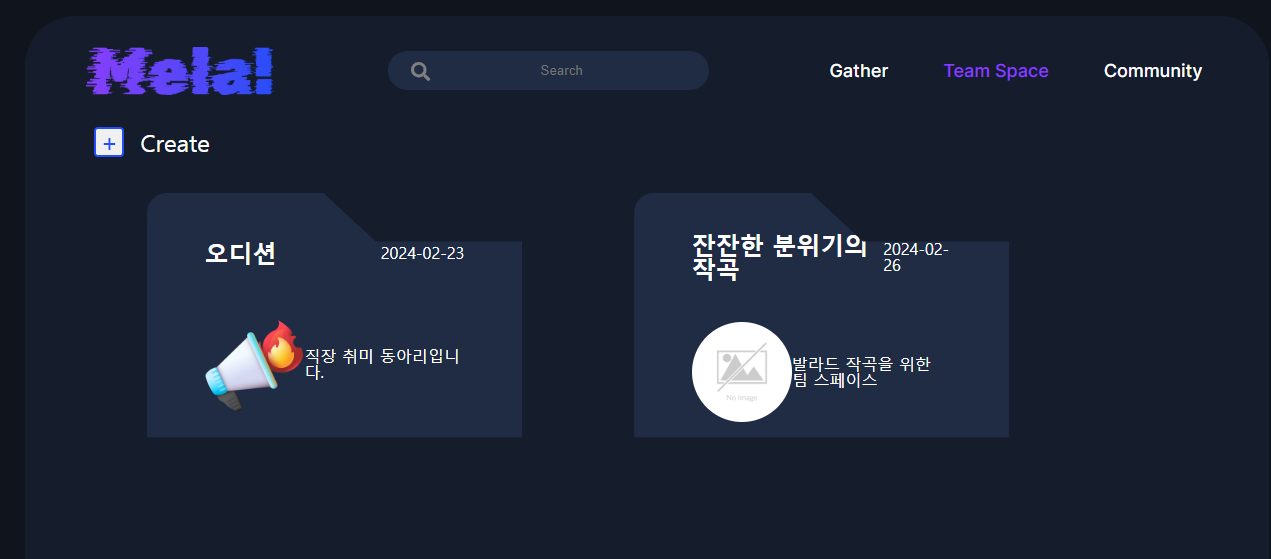 Mela!
Search
Gather
Team Space
Community
+ Create
오디션
2024-02-23
직장 취미 동아리입니
다.
잔잔한 분위기의
작곡
2024-02-
26
No image
발라드 작곡을 위한
팀 스페이스